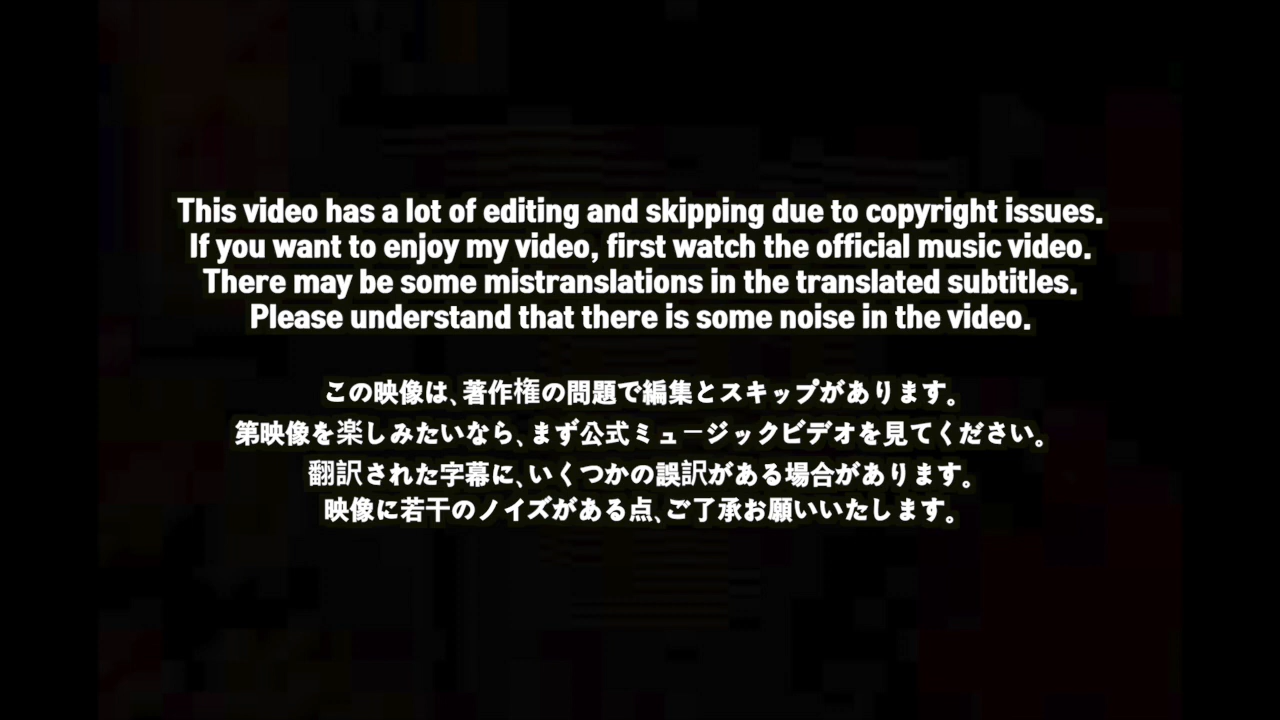 This video has a lot of editing and skipping due to copyright issues.
If you want to enjoy my video, first watch the official music video.
There may be some mistranslations in the translated subtitles.
Please understand that there is some noise in the video.
この映像は、著作権の問題で編集とスキップがあります。
第映像を楽しみたいなら、まず公式ミュージックビデオを見てください。
翻訳された字幕に、いくつかの誤訳がある場合があります。
映像に若干のノイズがある点、ご了承お願いいたします。